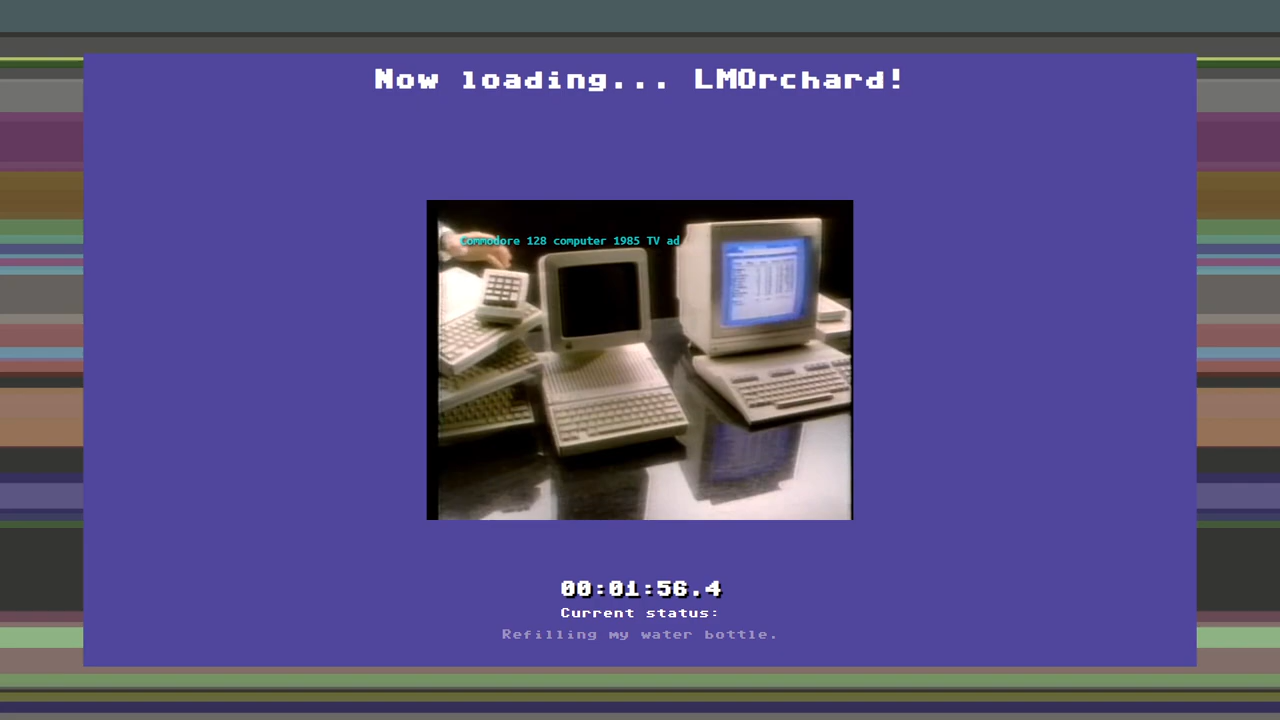 Now loading... LMOrchard!
Commodore 128 computer 1985 TV ad
00:01:56.4
Current status:
Refilling my water bottle.